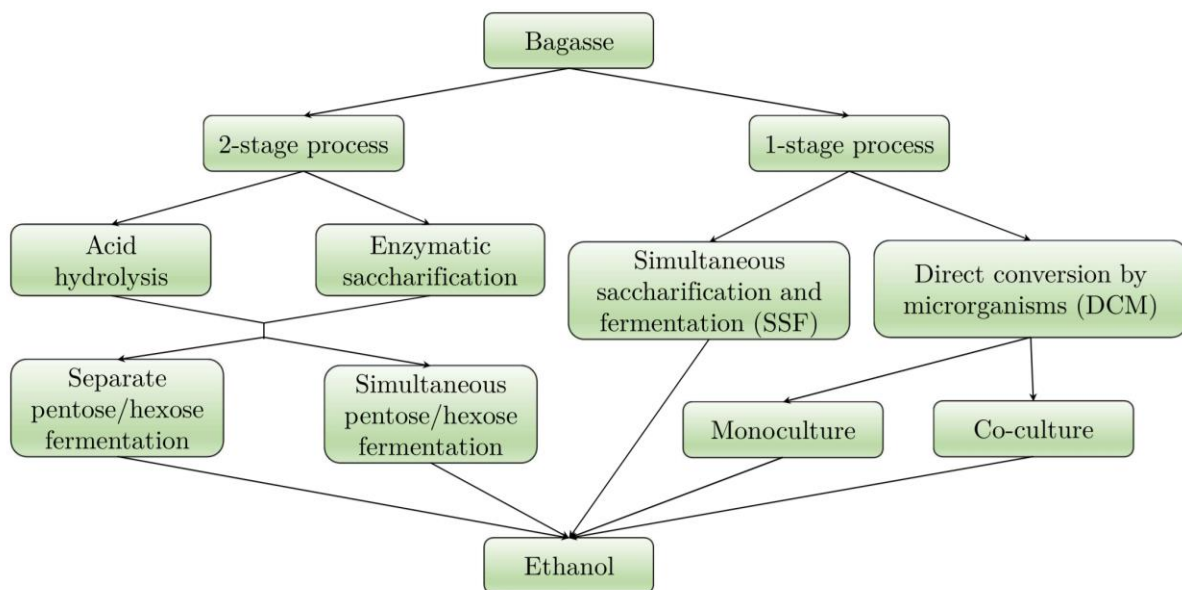 Bagasse
2-stage process
1-stage process
Acid
hydrolysis
Enzymatic
saccharification
Simultaneous
saccharification and
fermentation (SSF)
Direct conversion by
microrganisms (DCM)
Separate
pentose/hexose
fermentation
Simultaneous
pentose/hexose
fermentation
Monoculture
Co-culture
Ethanol